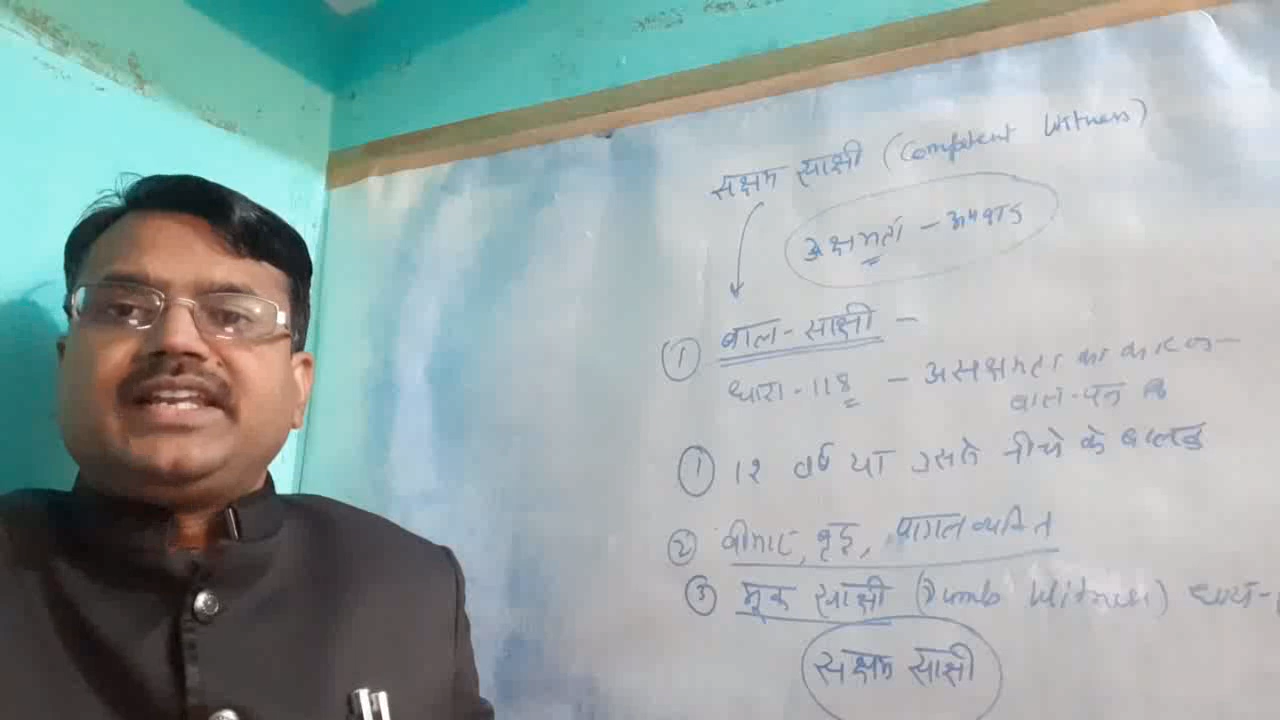 सक्षम साक्षी (Competent Witness)
अक्षमता - अपवाद
① बाल-साक्षी -
धारा-118 - असक्षमता का कारण -
बाल-पन
① 12 वर्ष या उससे नीचे के बालक
② बीमार, वृद्ध, पागल व्यक्ति
③ मूक साक्षी (Dumb Witness) धारा-
सक्षम साक्षी